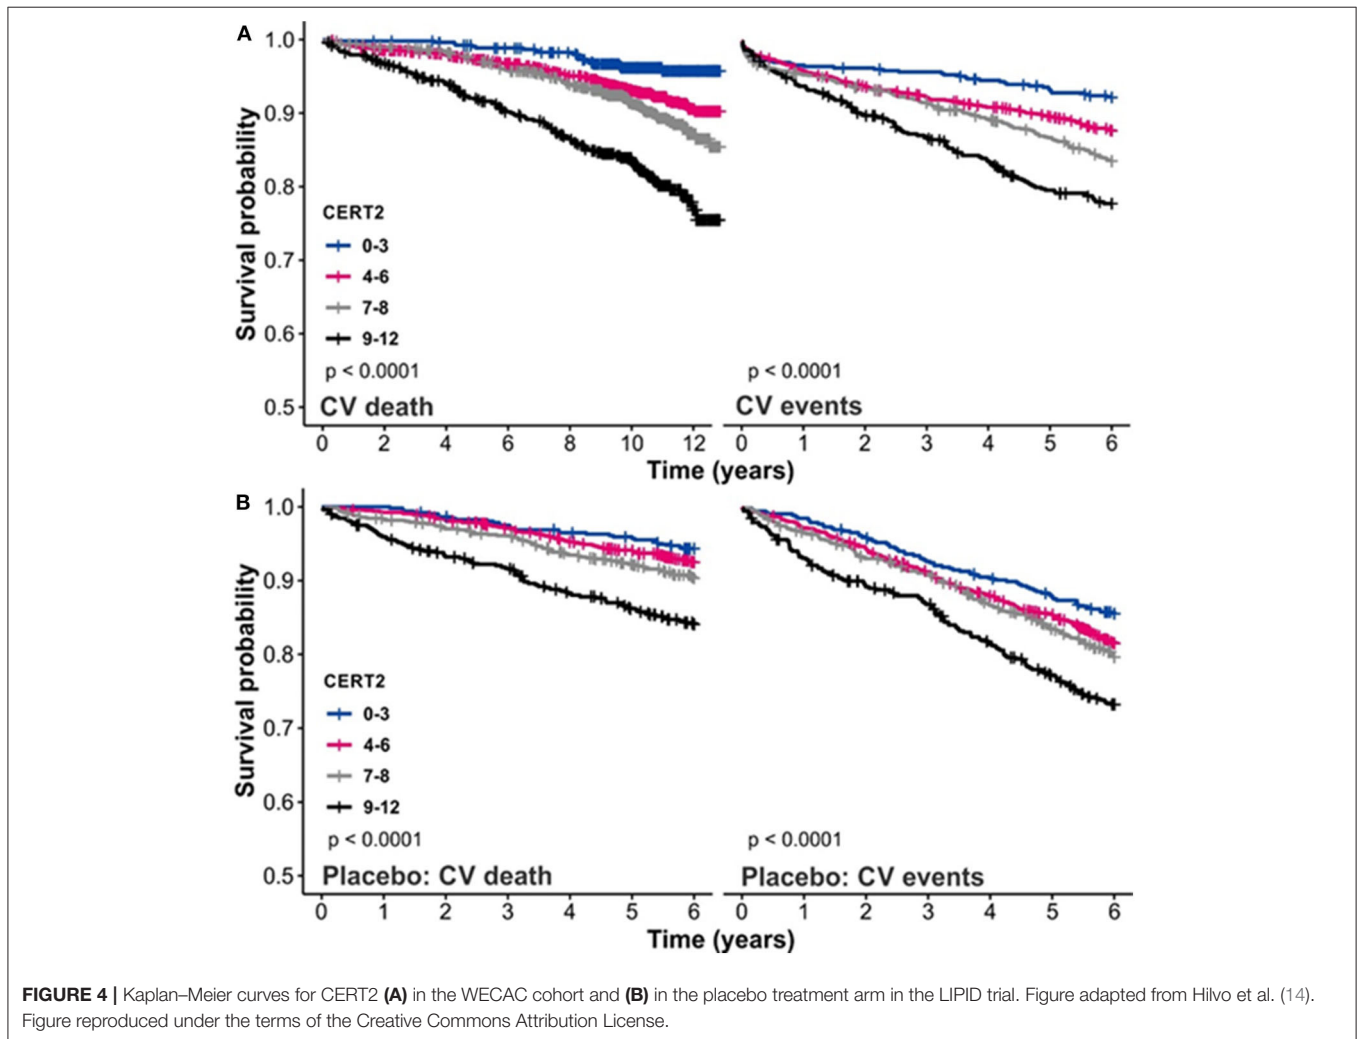 A
1.0
0.9
0.8
0.7
0.6
0.5
Survival probability
CERT2
0-3
4-6
7-8
9-12
p < 0.0001
CV death
0 2 4 6 8 10 12
p < 0.0001
CV events
0 1 2 3 4 5 6
Time (years)
B
1.0
0.9
0.8
0.7
0.6
0.5
Survival probability
CERT2
0-3
4-6
7-8
9-12
p < 0.0001
Placebo: CV death
0 1 2 3 4 5 6
p < 0.0001
Placebo: CV events
0 1 2 3 4 5 6
Time (years)
FIGURE 4 | Kaplan–Meier curves for CERT2 (A) in the WECAC cohort and (B) in the placebo treatment arm in the LIPID trial. Figure adapted from Hilvo et al. (14).
Figure reproduced under the terms of the Creative Commons Attribution License.